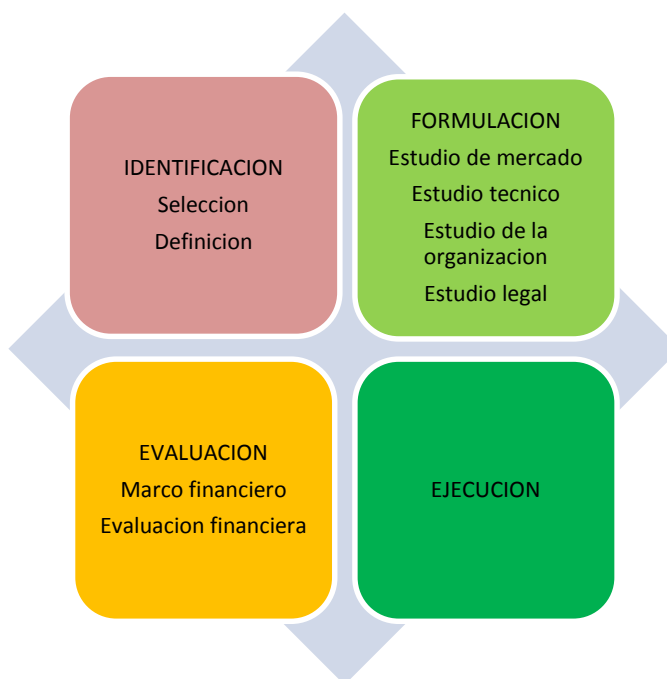 IDENTIFICACION
Seleccion
Definicion
FORMULACION
Estudio de mercado
Estudio tecnico
Estudio de la
organizacion
Estudio legal
EVALUACION
Marco financiero
Evaluacion financiera
EJECUCION